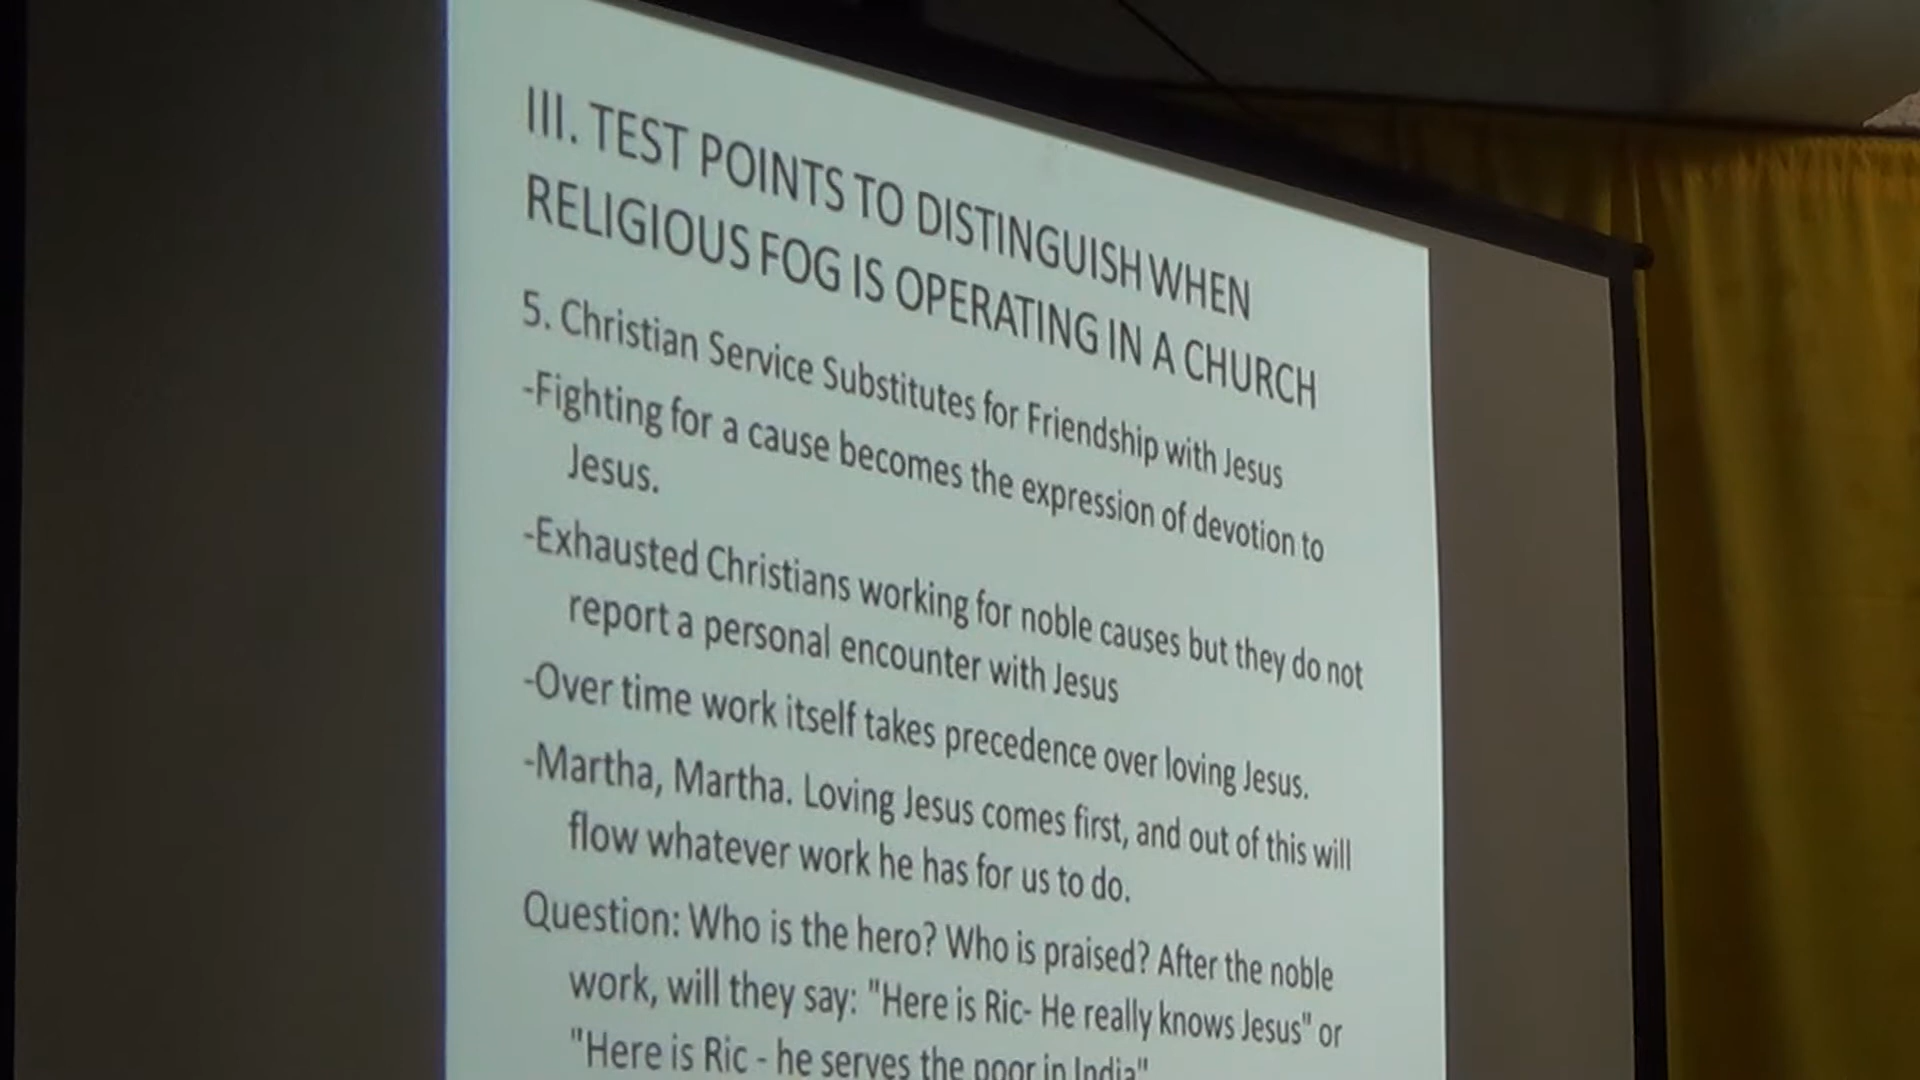 III. TEST POINTS TO DISTINGUISH WHEN
RELIGIOUS FOG IS OPERATING IN A CHURCH
5. Christian Service Substitutes for Friendship with Jesus
-Fighting for a cause becomes the expression of devotion to
Jesus.
-Exhausted Christians working for noble causes but they do not
report a personal encounter with Jesus
-Over time work itself takes precedence over loving Jesus.
-Martha, Martha. Loving Jesus comes first, and out of this will
flow whatever work he has for us to do.
Question: Who is the hero? Who is praised? After the noble
work, will they say: "Here is Ric- He really knows Jesus" or
"Here is Ric - he serves the poor in India"